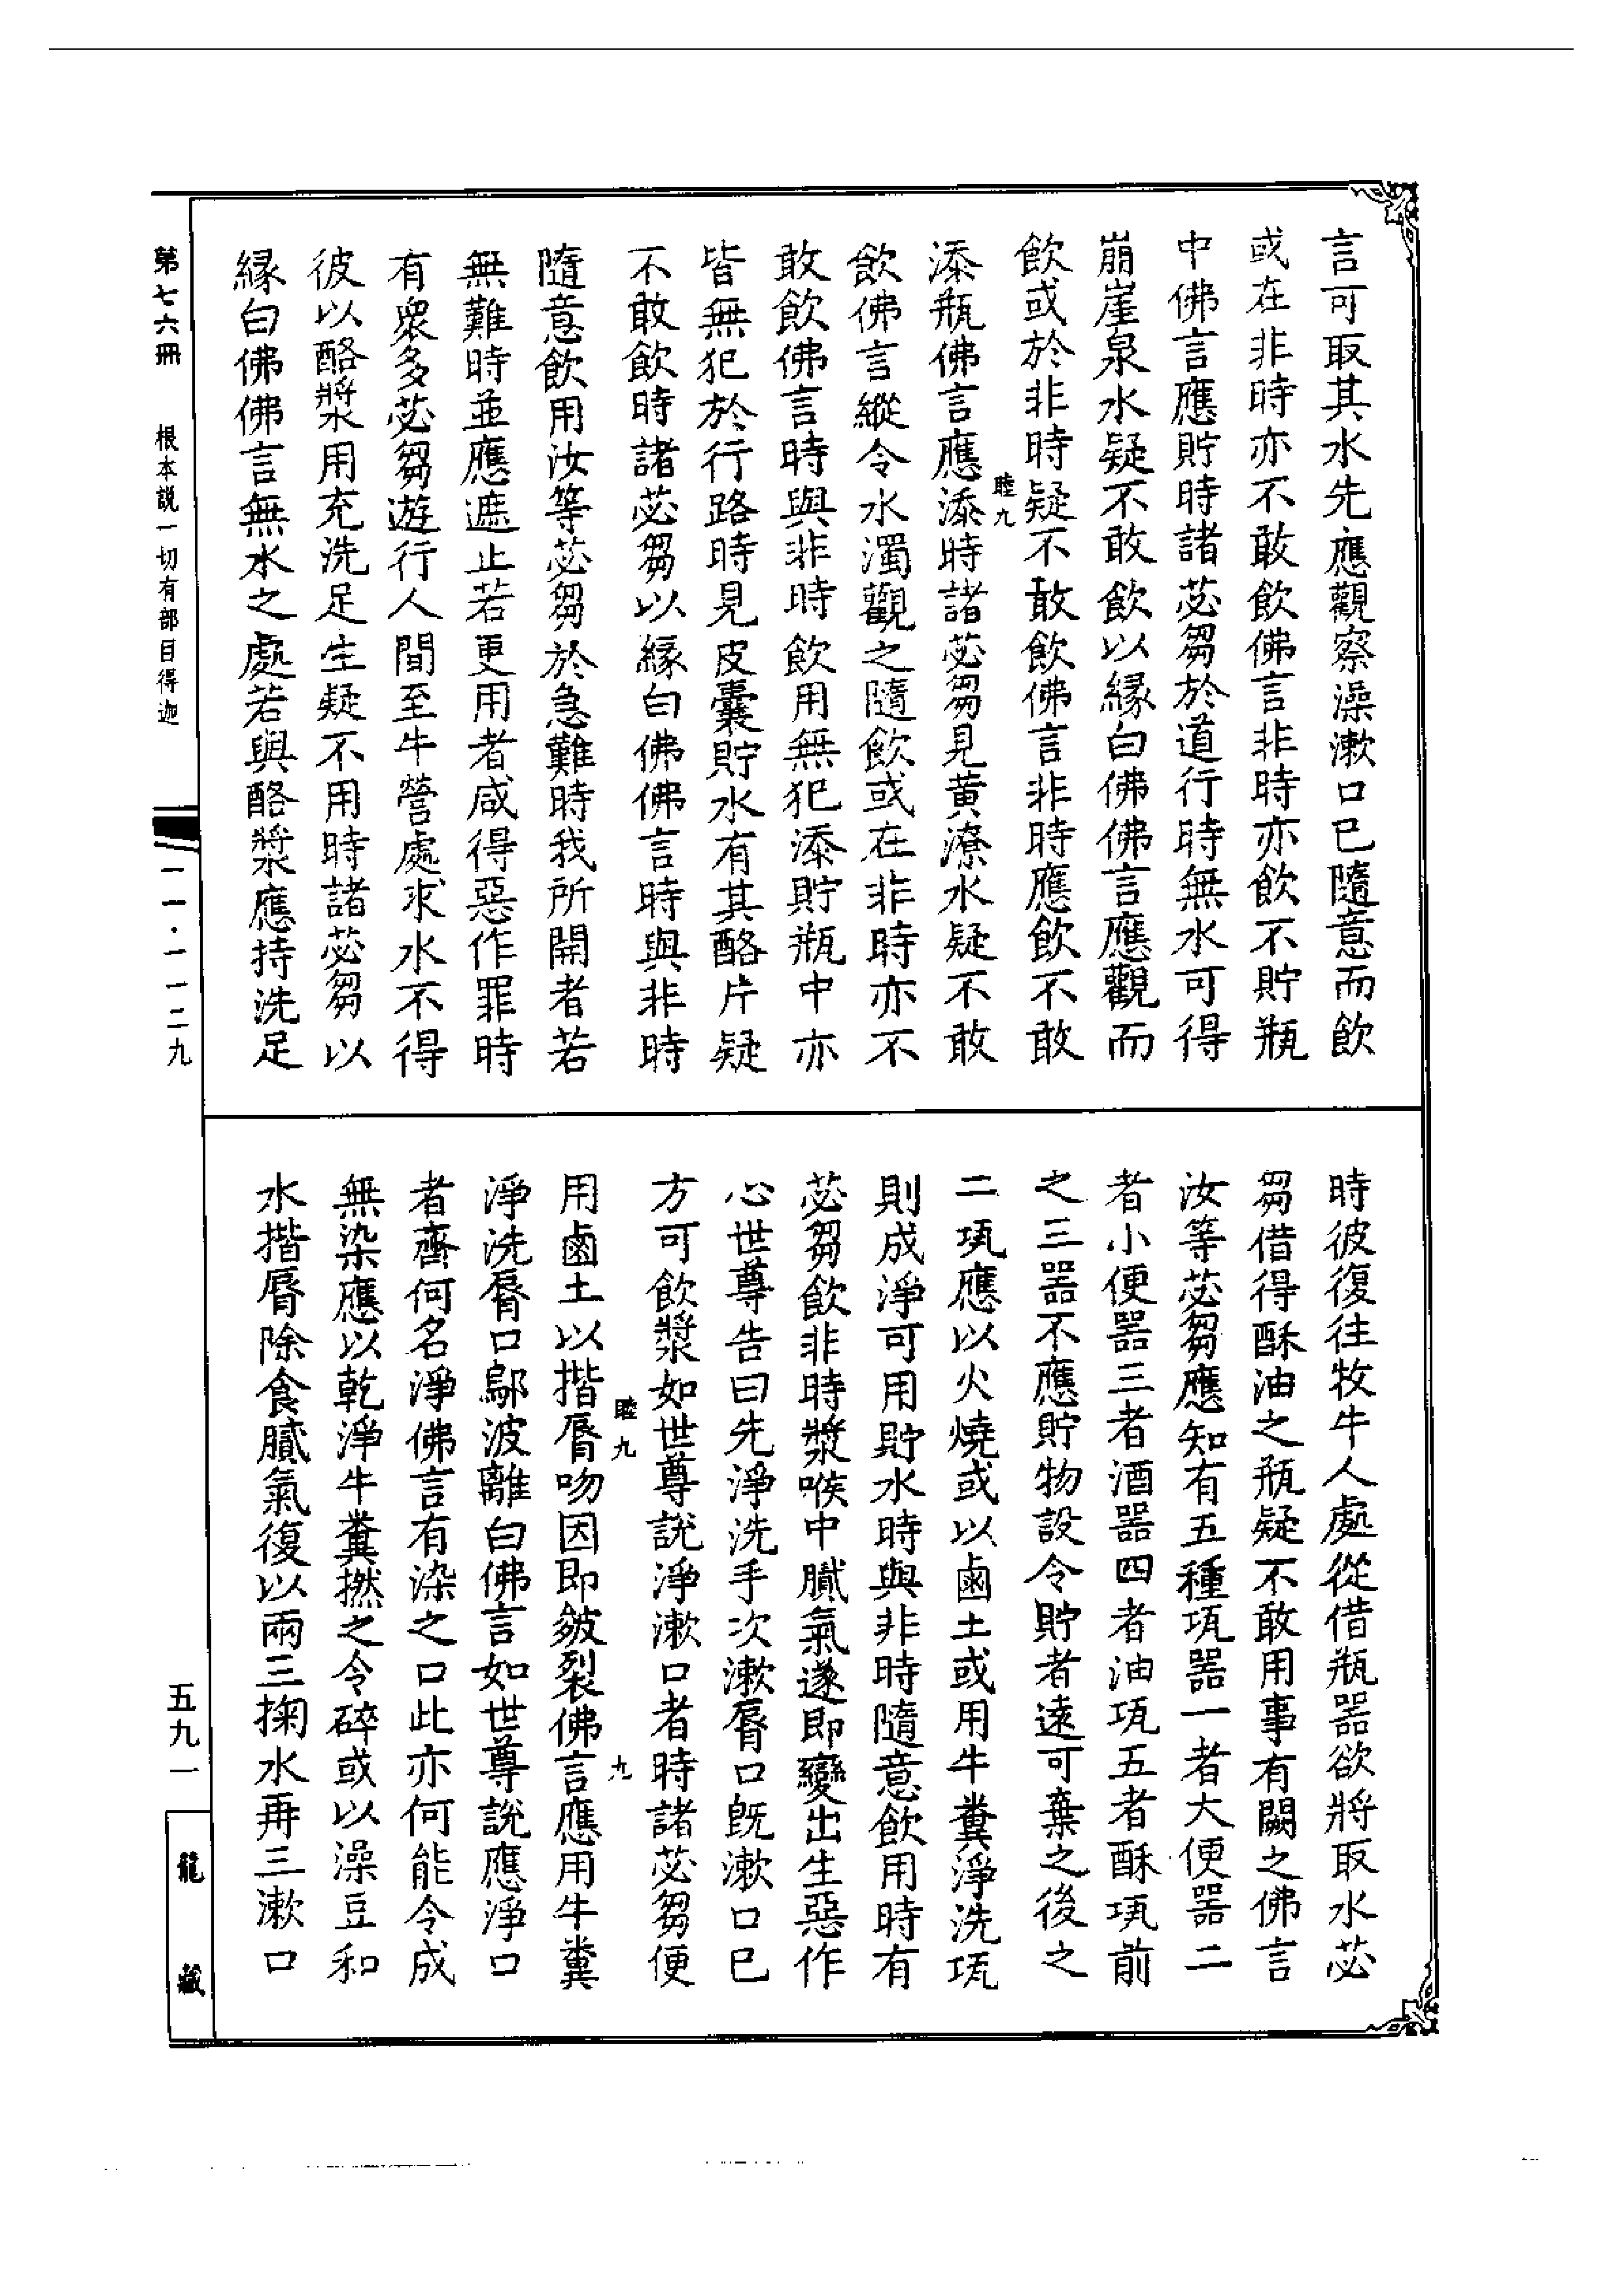 言可取其水先應觀察澡漱口已隨意而飲
或在非時亦不敢飲佛言非時亦飲不貯瓶
中佛言應貯時諸苾芻於道行時無水可得
崩崖泉水疑不敢飲以緣白佛佛言應觀而
飲或於非時疑不敢飲佛言非時應飲不敢
睦九
添瓶佛言應添時諸苾芻見黃潦水疑不敢
飲佛言縱令水濁觀之隨飲或在非時亦不
敢飲佛言時與非時飲用無犯添貯瓶中亦
皆無犯於行路時見皮囊貯水有其酪片疑
不敢飲時諸苾芻以緣白佛佛言時與非時
隨意飲用汝等苾芻於急難時我所開者若
無難時並應遮止若更用者咸得惡作罪時
有眾多苾芻遊行人間至牛營處求水不得
彼以酪漿用充洗足生疑不用時諸苾芻以
緣白佛佛言無水之處若與酪漿應持洗足
時彼復往牧牛人處從借瓶器欲將取水苾
芻借得酥油之瓶疑不敢用事有闕之佛言
汝等苾芻應知有五種瓨器一者大便器二
者小便器三者酒器四者油瓨五者酥瓨前
之三器不應貯物設令貯者遠可棄之後之
二瓨應以火燒或以鹵土或用牛糞淨洗瓨
則成淨可用貯水時與非時隨意飲用時有
苾芻飲非時漿喉中膩氣遂即變出生惡作
心世尊告曰先淨洗手次漱脣口旣漱口已
方可飲漿如世尊說淨漱口者時諸苾芻便
睦九
九
用鹵土以揩脣吻因即皴裂佛言應用牛糞
淨洗脣口鄔波離白佛言如世尊說應淨口
者齊何名淨佛言有染之口此亦何能令成
無染應以乾淨牛糞撚之令碎或以澡豆和
水揩脣除食膩氣復以兩三掬水再三漱口
第七六冊
根本説一切有部目得迦
一一·一一二九
五九一
龍藏